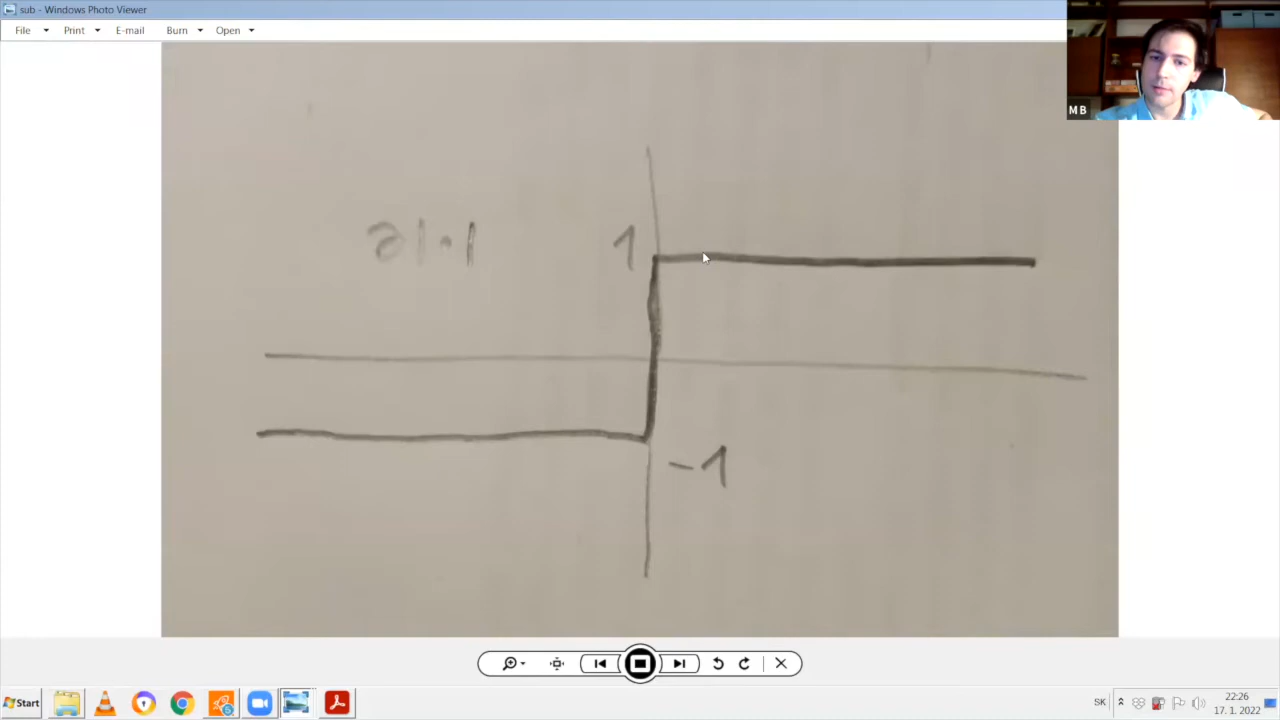 sub - Windows Photo Viewer
File Print E-mail Burn Open
MB
∂|·|
1
-1
Start SK 22:26
17. 1. 2022